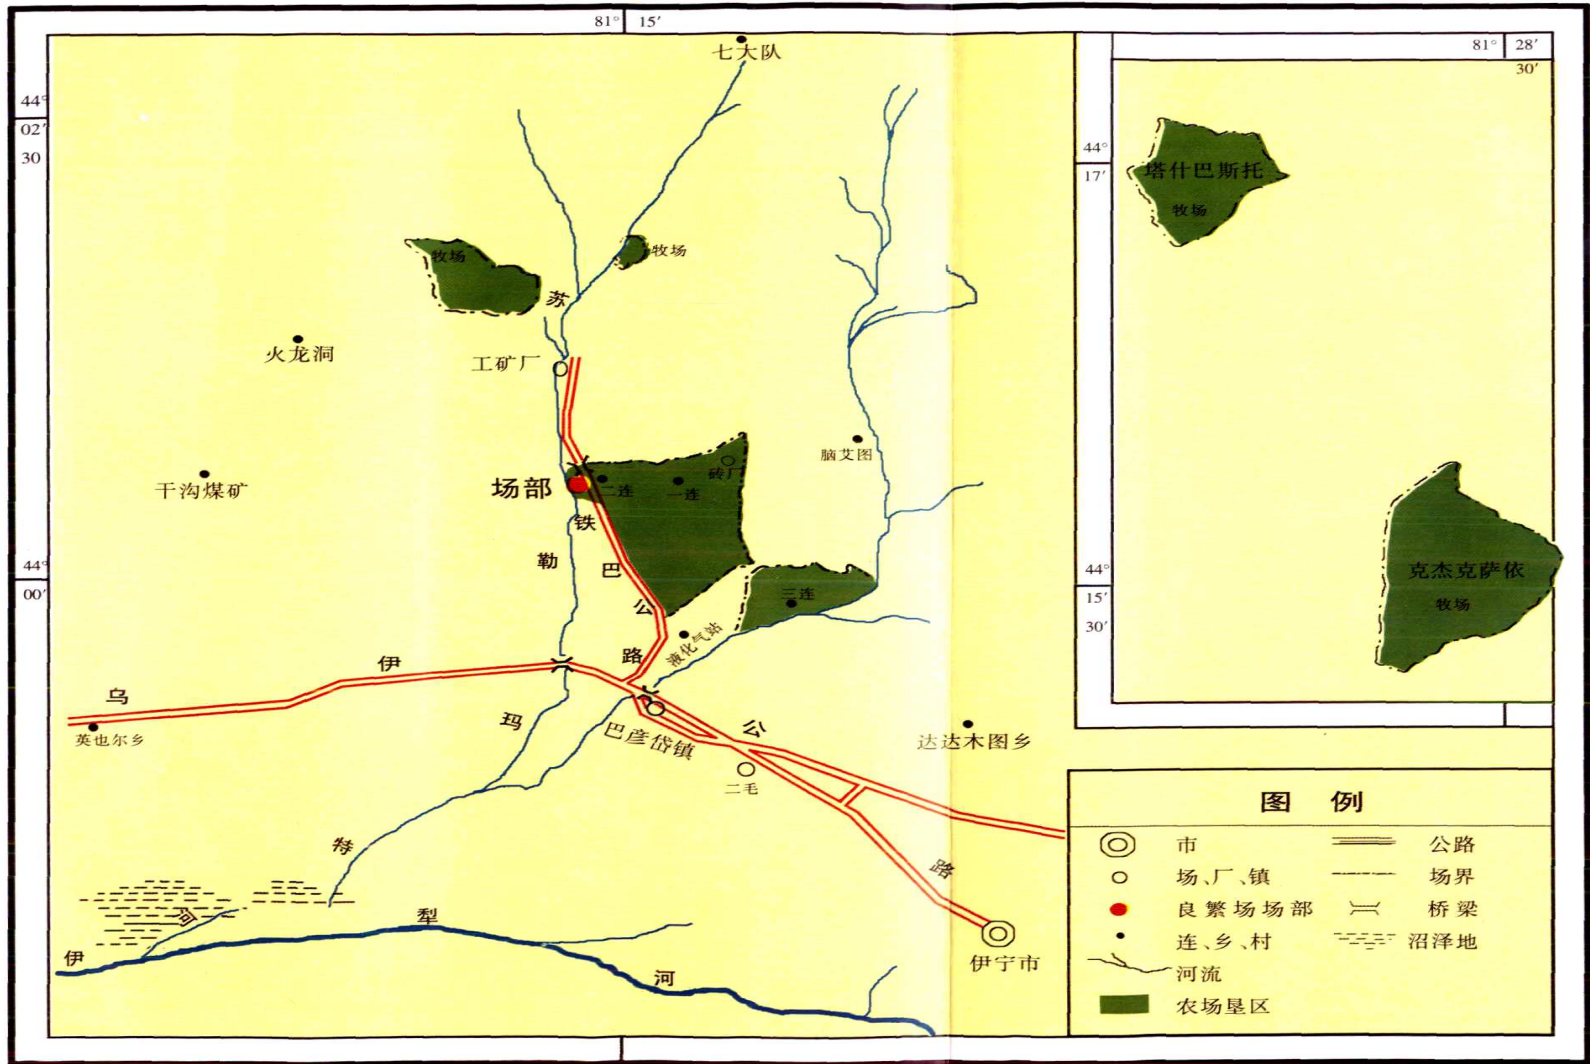 81° 15′
七大队
44°
02′
30
牧场
牧场
苏
火龙洞
工矿厂
脑艾图
砖厂
干沟煤矿
场部
二连
一连
铁
勒
巴
44°
00′
三连
公
液化气站
路
伊
乌
英也尔乡
玛
巴彦岱镇
公
达达木图乡
二毛
特
路
河
犁
伊
河
伊宁市
81° 28′
30′
44°
17′
塔什巴斯托
牧场
44°
15′
30′
克杰克萨依
牧场
图 例
市
公路
场、厂、镇
场界
良繁场场部
桥梁
连、乡、村
沼泽地
河流
农场垦区